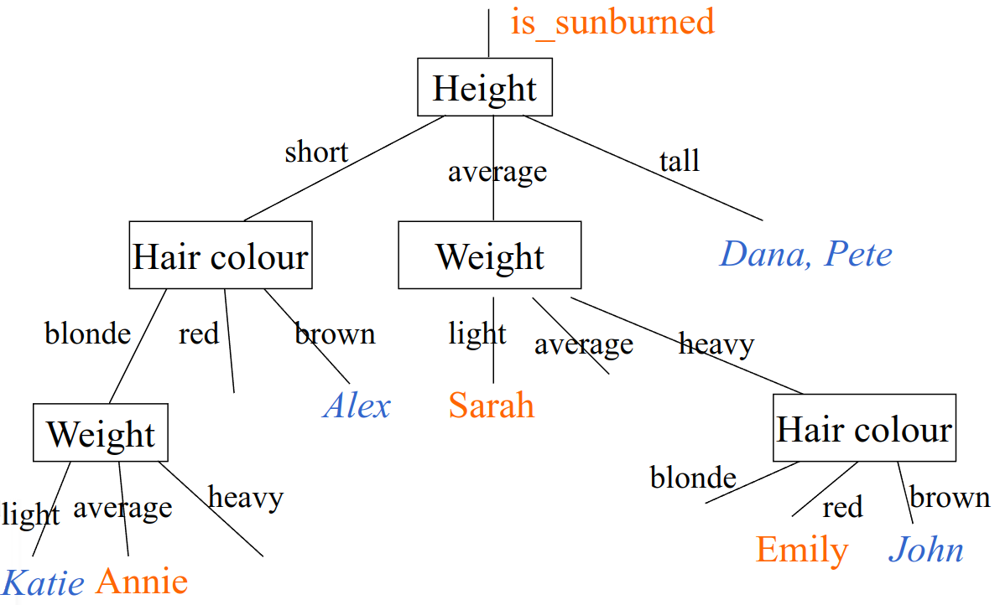 is_sunburned
Height
short
average
tall
Hair colour
Weight
Dana, Pete
blonde
red
brown
light
average
heavy
Alex
Sarah
Weight
Hair colour
light
average
heavy
blonde
red
brown
Katie
Annie
Emily
John